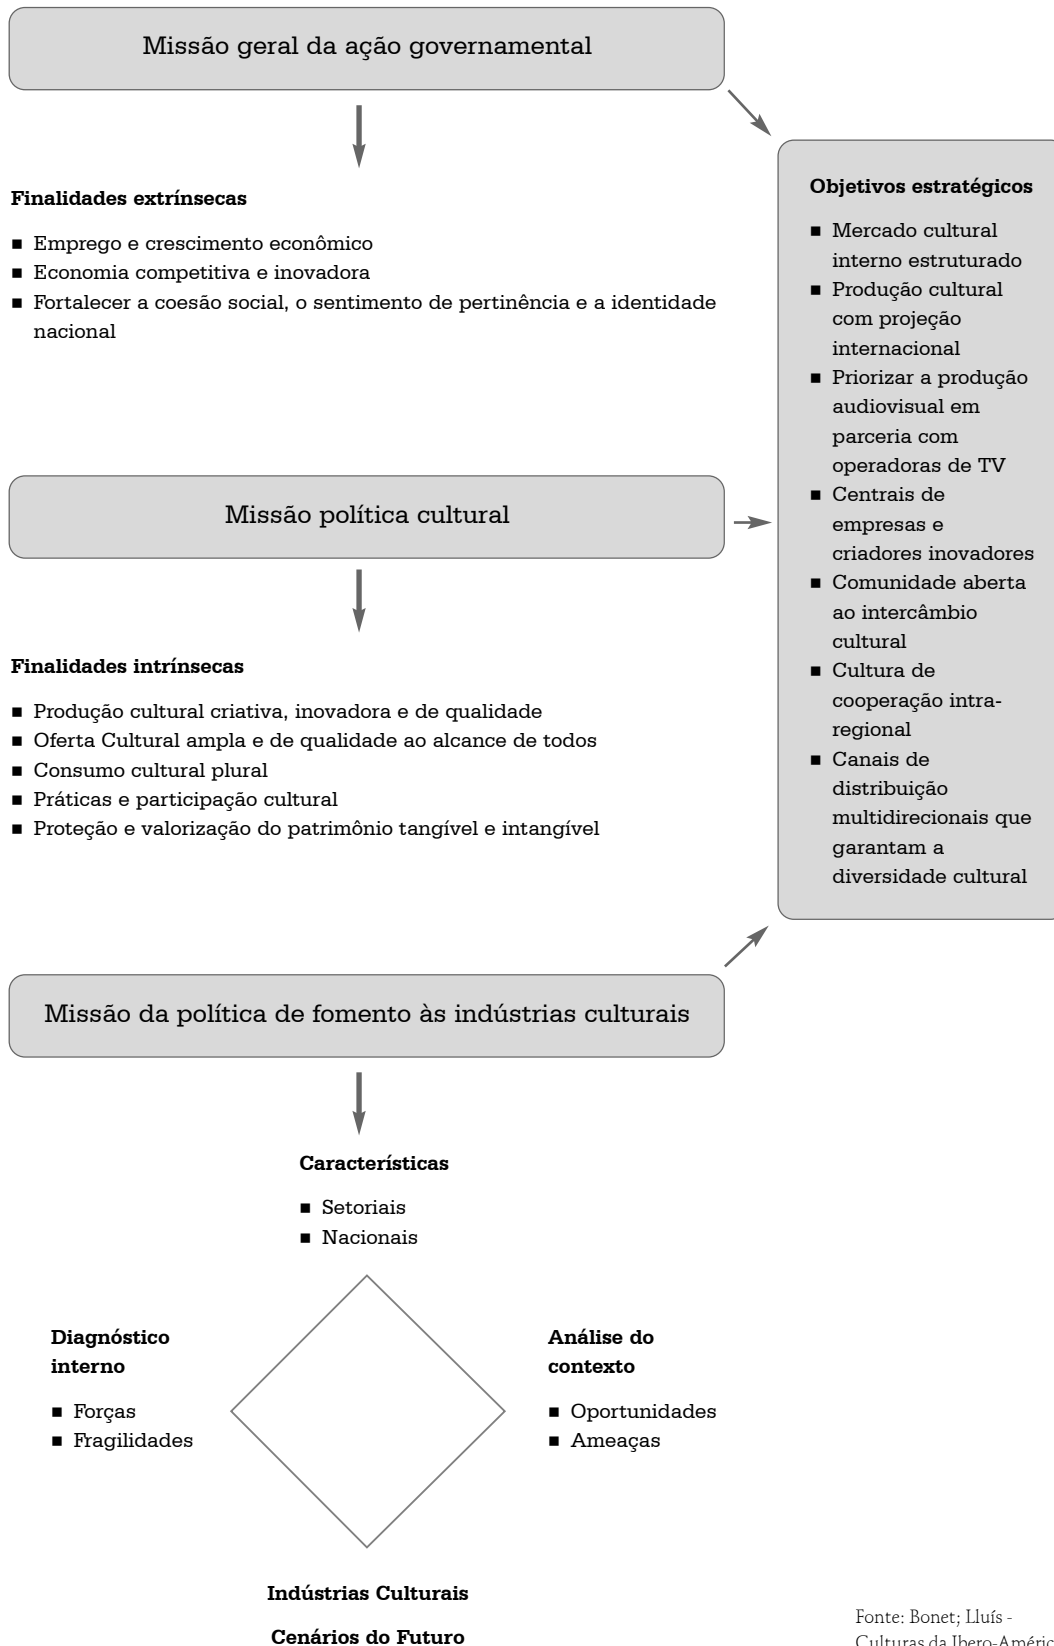 Missão geral da ação governamental
Finalidades extrínsecas
■ Emprego e crescimento econômico
■ Economia competitiva e inovadora
■ Fortalecer a coesão social, o sentimento de pertinência e a identidade
nacional
Missão política cultural
Finalidades intrínsecas
■ Produção cultural criativa, inovadora e de qualidade
■ Oferta Cultural ampla e de qualidade ao alcance de todos
■ Consumo cultural plural
■ Práticas e participação cultural
■ Proteção e valorização do patrimônio tangível e intangível
Objetivos estratégicos
■ Mercado cultural
interno estruturado
■ Produção cultural
com projeção
internacional
■ Priorizar a produção
audiovisual em
parceria com
operadoras de TV
■ Centrais de
empresas e
criadores inovadores
■ Comunidade aberta
ao intercâmbio
cultural
■ Cultura de
cooperação intra-
regional
■ Canais de
distribuição
multidirecionais que
garantam a
diversidade cultural
Missão da política de fomento às indústrias culturais
Características
■ Setoriais
■ Nacionais
Diagnóstico
interno
■ Forças
■ Fragilidades
Análise do
contexto
■ Oportunidades
■ Ameaças
Indústrias Culturais
Cenários do Futuro
Fonte: Bonet; Lluís -
Culturas da Ibero-Améric